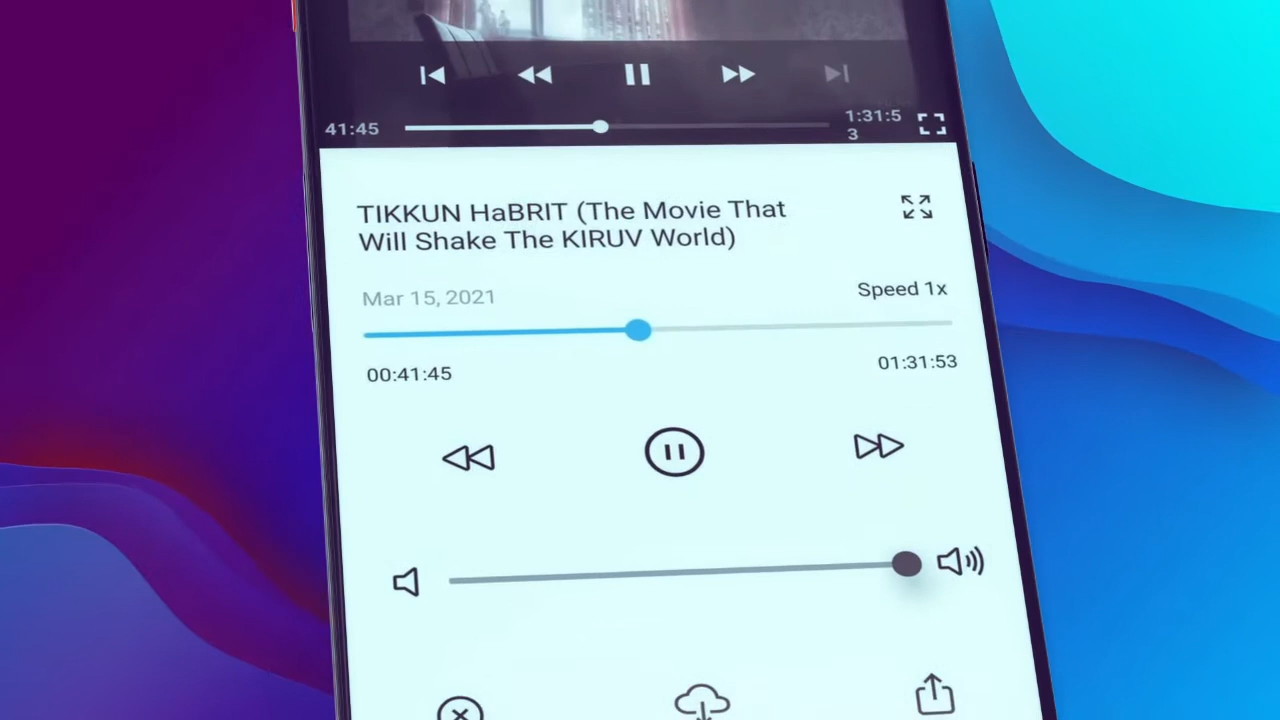 41:45
1:31:5
3
TIKKUN HaBRIT (The Movie That
Will Shake The KIRUV World)
Mar 15, 2021
Speed 1x
00:41:45
01:31:53